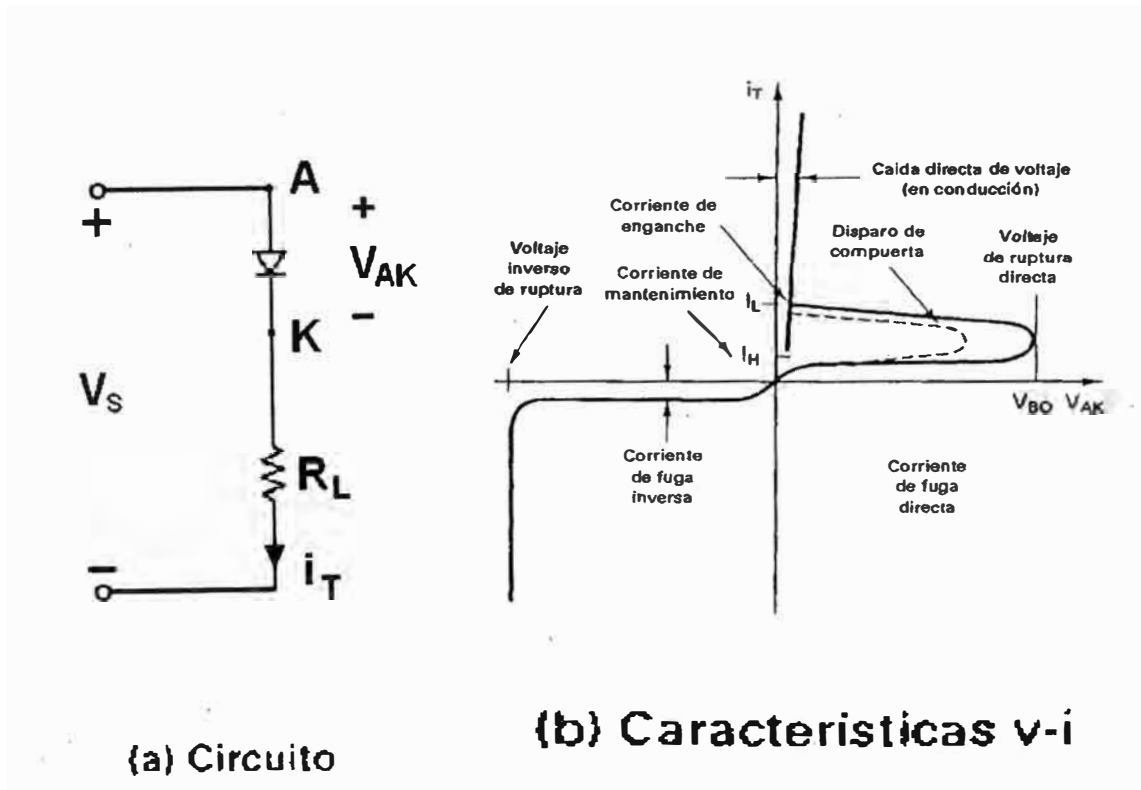 A
+
+
V_AK
−
K
V_S
R_L
−
i_T
(a) Circuito
i_T
Caida directa de voltaje
(en conducción)
Corriente de
enganche
Disparo de
compuerta
Voltaje
de ruptura
directa
Voltaje
inverso
de ruptura
Corriente de
mantenimiento
I_L
I_H
V_BO V_AK
Corriente
de fuga
inversa
Corriente
de fuga
directa
(b) Caracteristicas v-i